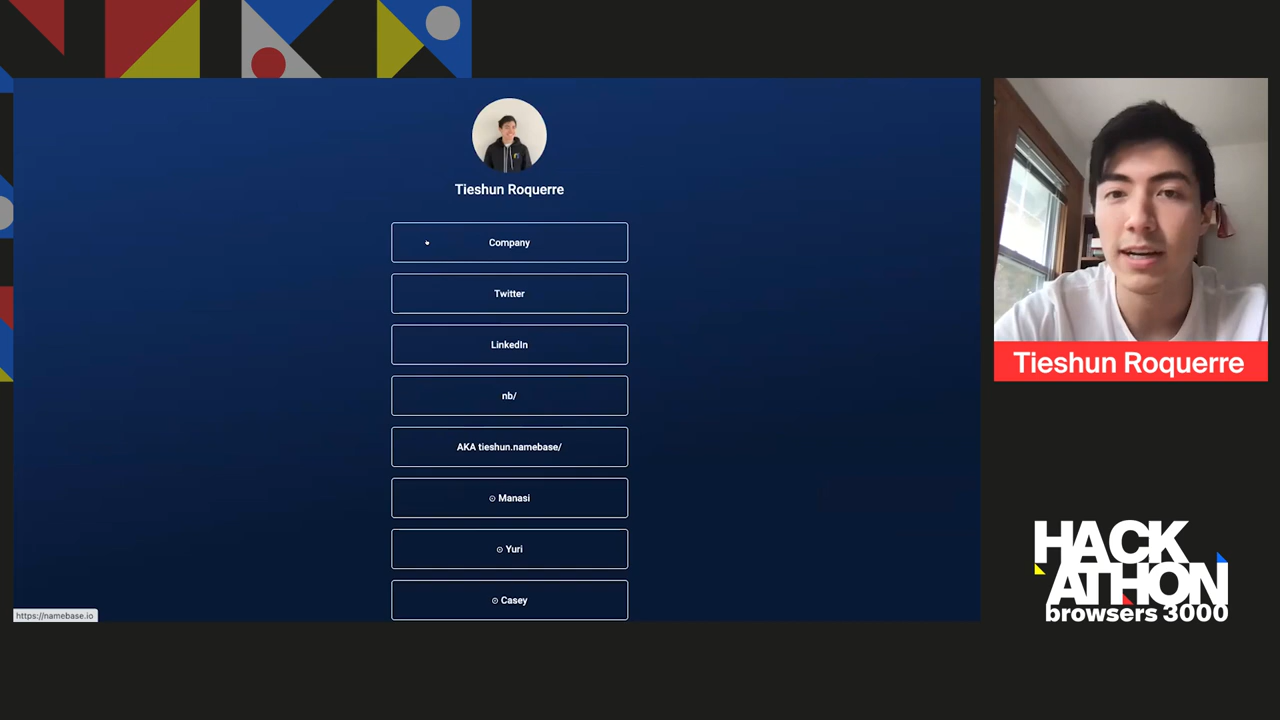 Tieshun Roquerre
Company
Twitter
LinkedIn
nb/
AKA tieshun.namebase/
⊙ Manasi
⊙ Yuri
⊙ Casey
https://namebase.io
Tieshun Roquerre
HACK
ATHON
browsers 3000